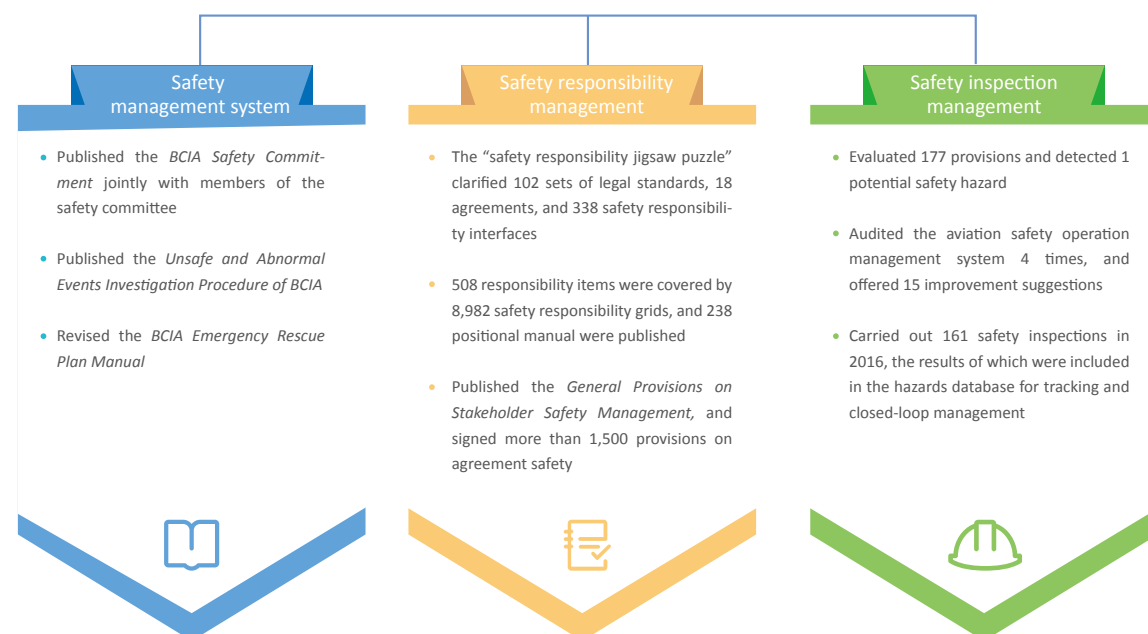 Safety
management system
• Published the BCIA Safety Commit-
ment jointly with members of the
safety committee
• Published the Unsafe and Abnormal
Events Investigation Procedure of BCIA
• Revised the BCIA Emergency Rescue
Plan Manual
Safety responsibility
management
• The “safety responsibility jigsaw puzzle”
clarified 102 sets of legal standards, 18
agreements, and 338 safety responsibili-
ty interfaces
• 508 responsibility items were covered by
8,982 safety responsibility grids, and 238
positional manual were published
• Published the General Provisions on
Stakeholder Safety Management, and
signed more than 1,500 provisions on
agreement safety
Safety inspection
management
• Evaluated 177 provisions and detected 1
potential safety hazard
• Audited the aviation safety operation
management system 4 times, and
offered 15 improvement suggestions
• Carried out 161 safety inspections in
2016, the results of which were included
in the hazards database for tracking and
closed-loop management